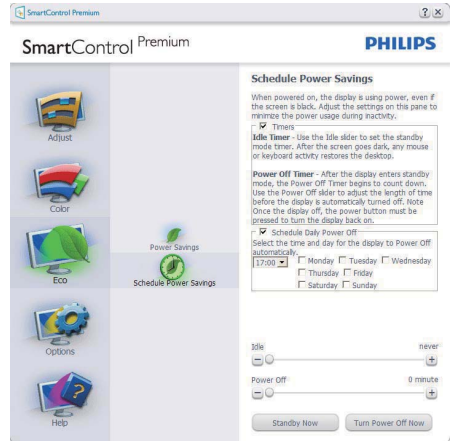 SmartControl Premium
? ×
SmartControl Premium
PHILIPS
Adjust
Color
Eco
Options
Help
Power Savings
Schedule Power Savings
Schedule Power Savings
When powered on, the display is using power, even if
the screen is black. Adjust the settings on this pane to
minimize the power usage during inactivity.
Timers
Idle Timer - Use the Idle slider to set the standby
mode timer. After the screen goes dark, any mouse
or keyboard activity restores the desktop.
Power Off Timer - After the display enters standby
mode, the Power Off Timer begins to count down.
Use the Power Off slider to adjust the length of time
before the display is automatically turned off. Note
Once the display off, the power button must be
pressed to turn the display back on.
Schedule Daily Power Off
Select the time and day for the display to Power Off
automatically.
17:00 Monday Tuesday Wednesday
Thursday Friday
Saturday Sunday
Idle never
Power Off 0 minute
Standby Now Turn Power Off Now